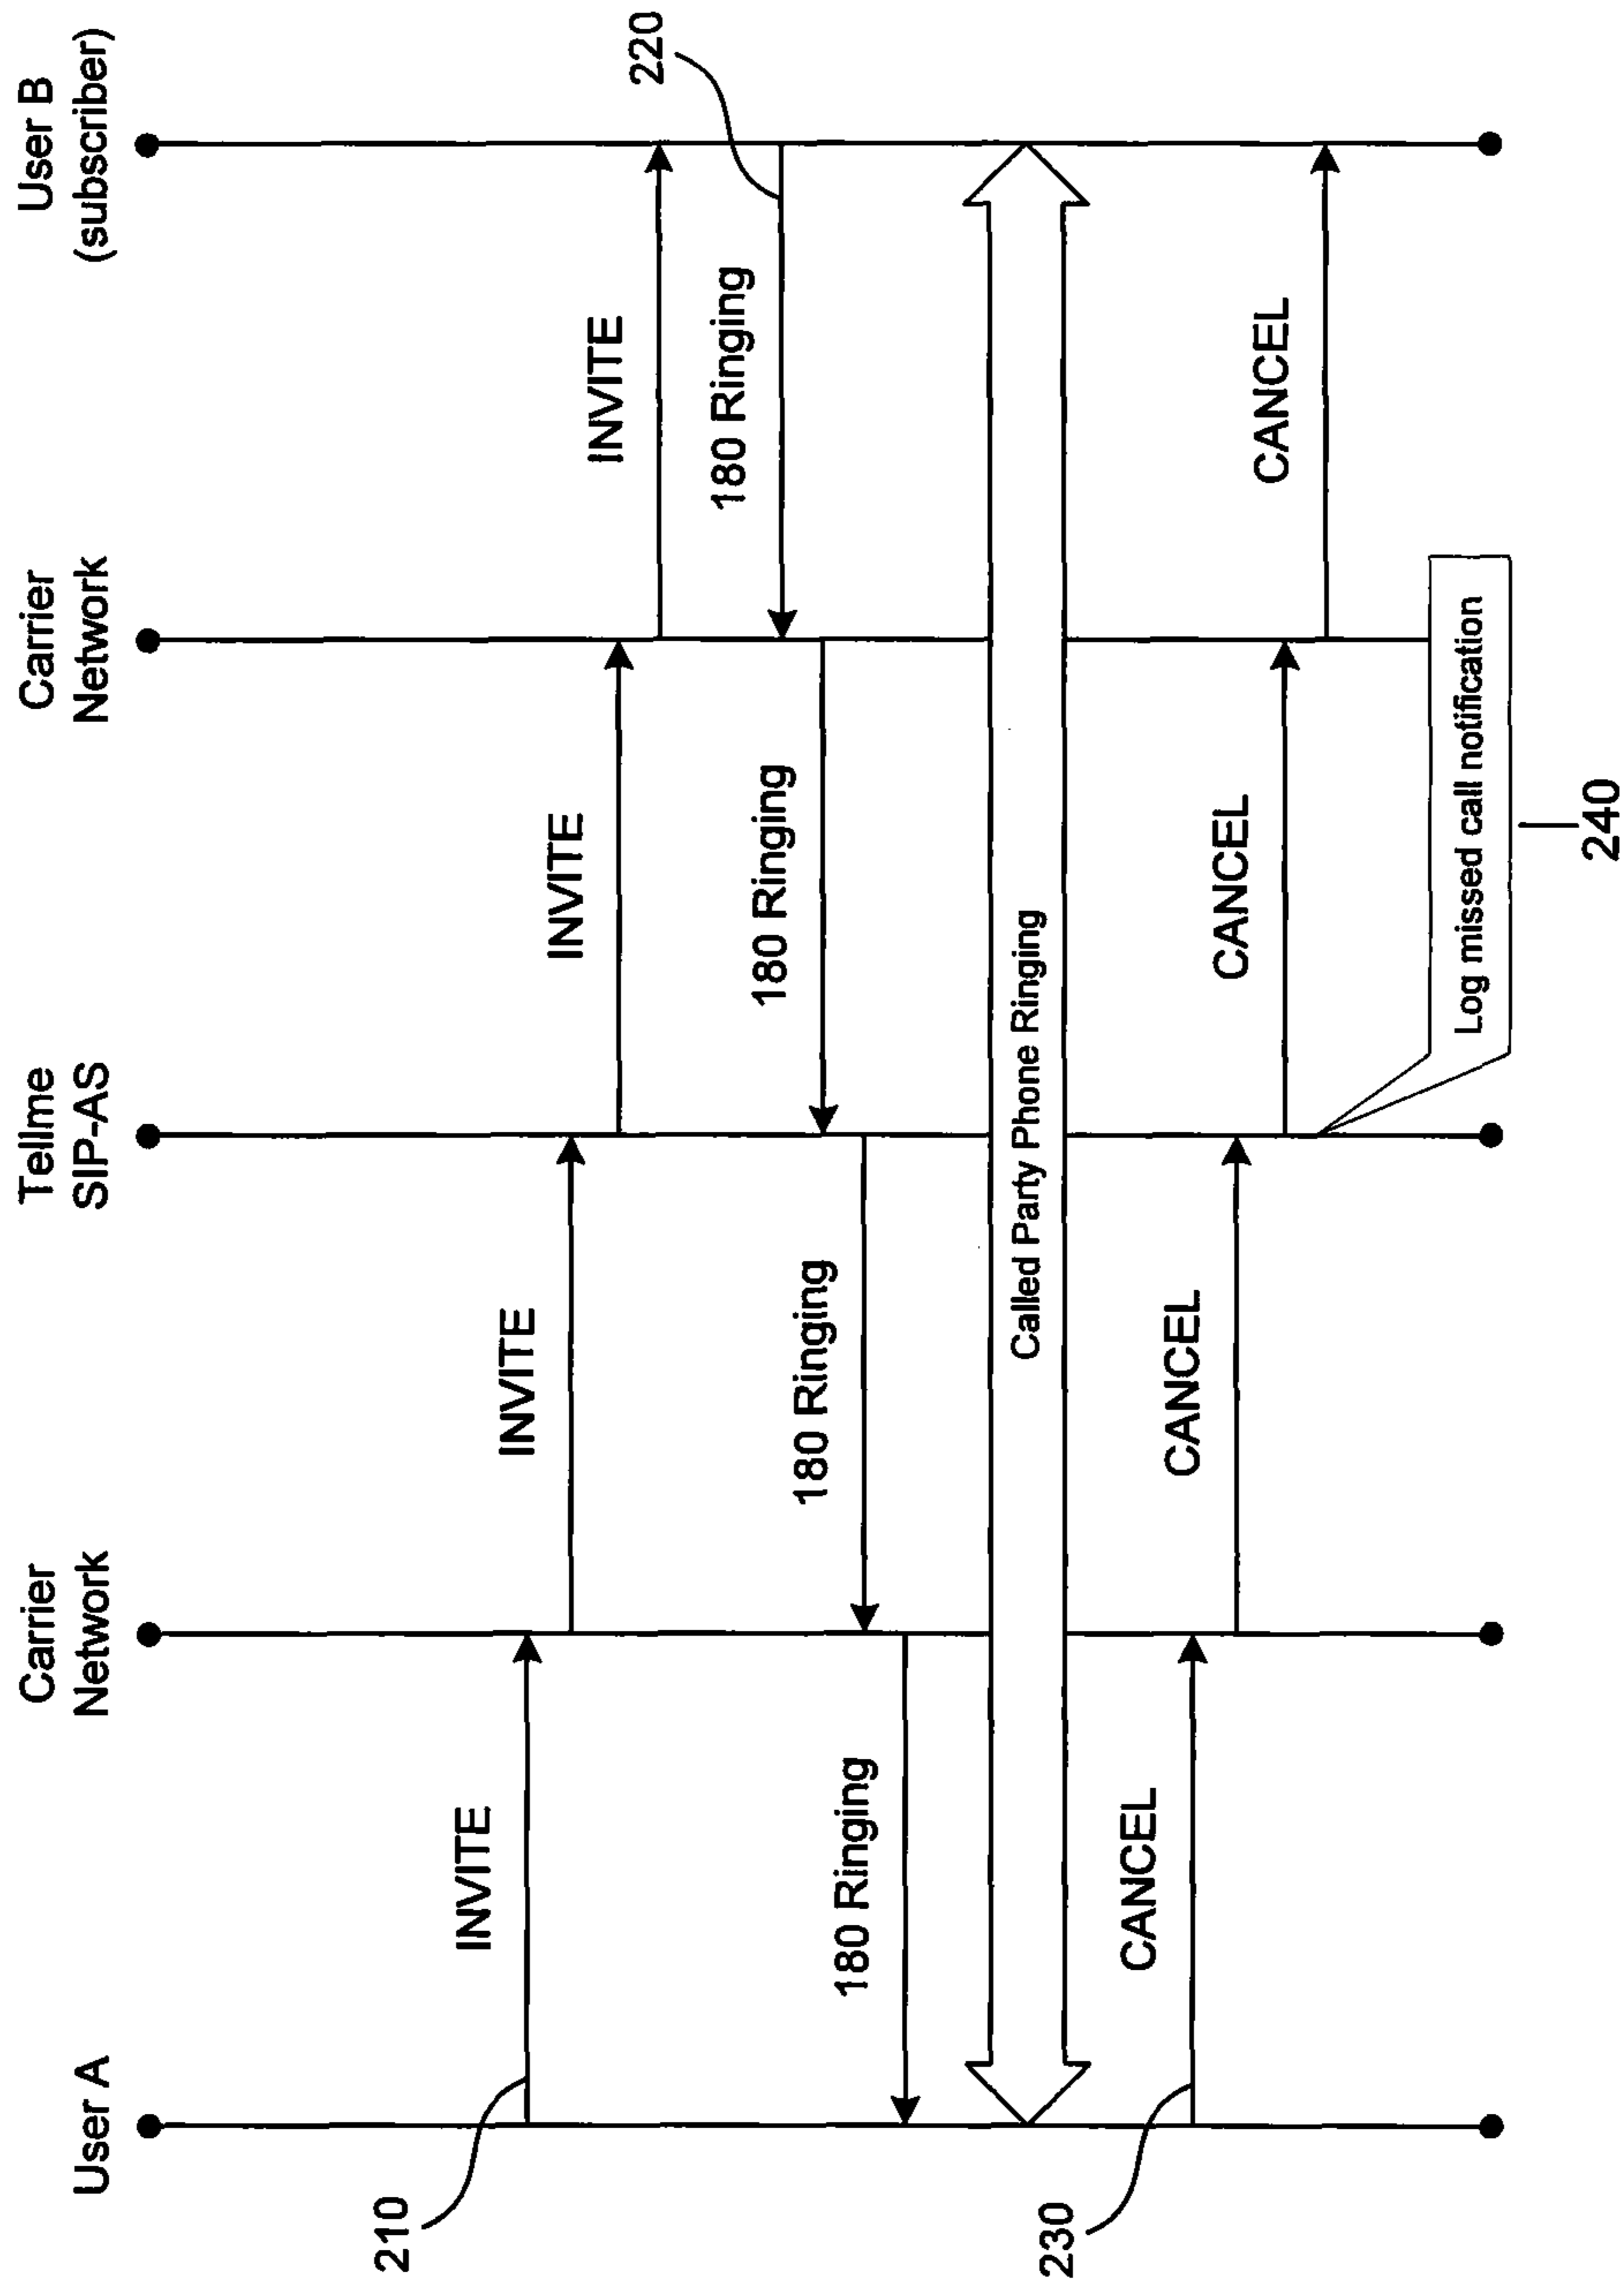 User A
Carrier
Network
Tellme
SIP-AS
Carrier
Network
User B
(subscriber)
210
INVITE
INVITE
INVITE
INVITE
220
180 Ringing
180 Ringing
180 Ringing
180 Ringing
Called Party Phone Ringing
230
CANCEL
CANCEL
CANCEL
CANCEL
Log missed call notification
240